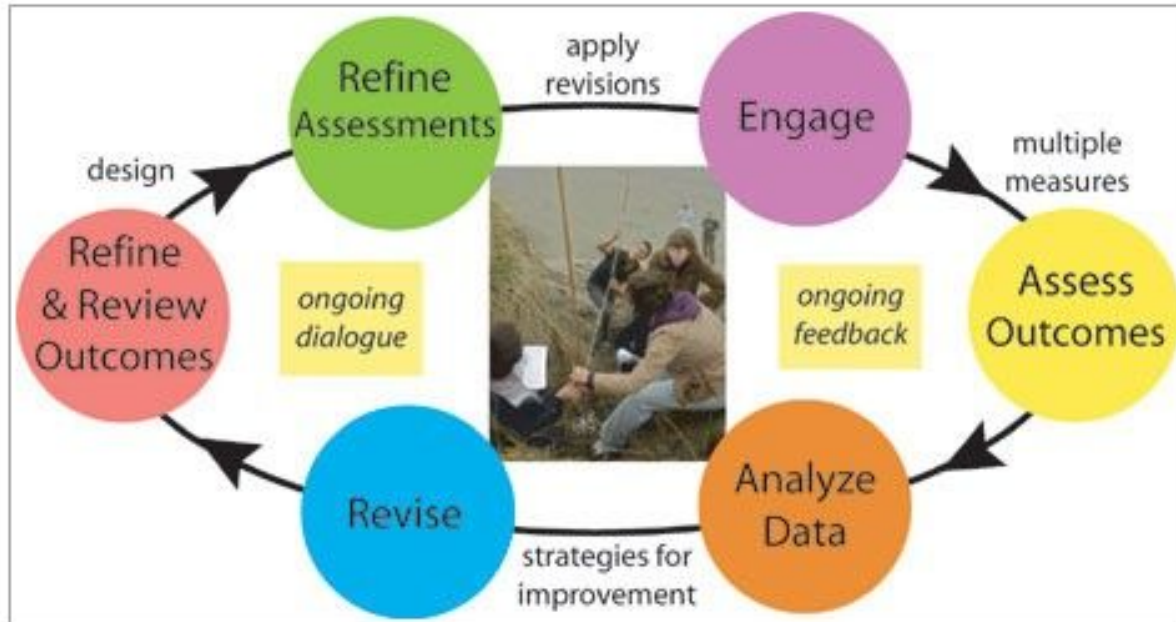 Refine
Assessments
apply
revisions
Engage
multiple
measures
Assess
Outcomes
Analyze
Data
strategies for
improvement
Revise
Refine
& Review
Outcomes
design
ongoing
dialogue
ongoing
feedback